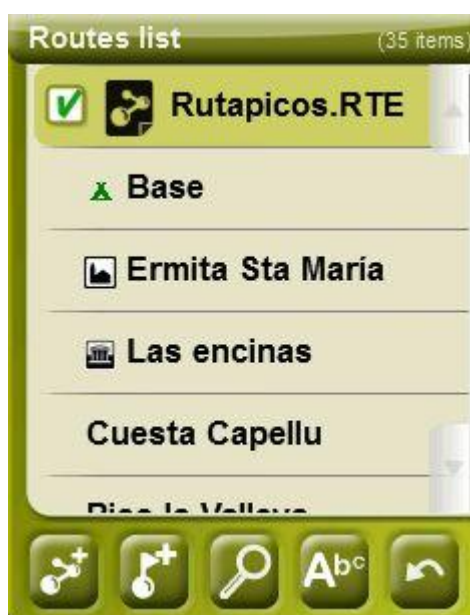 Routes list (35 items)
Rutapicos.RTE
Base
Ermita Sta María
Las encinas
Cuesta Capellu
Abc